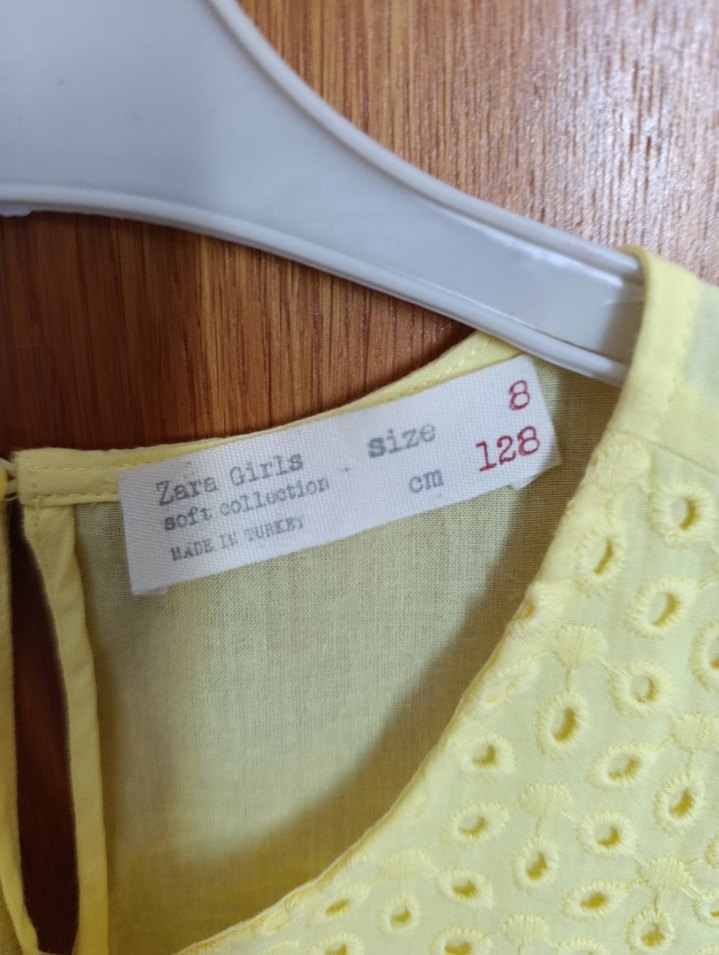 Zara Girls
soft collection
MADE IN TURKEY
size 8
cm 128